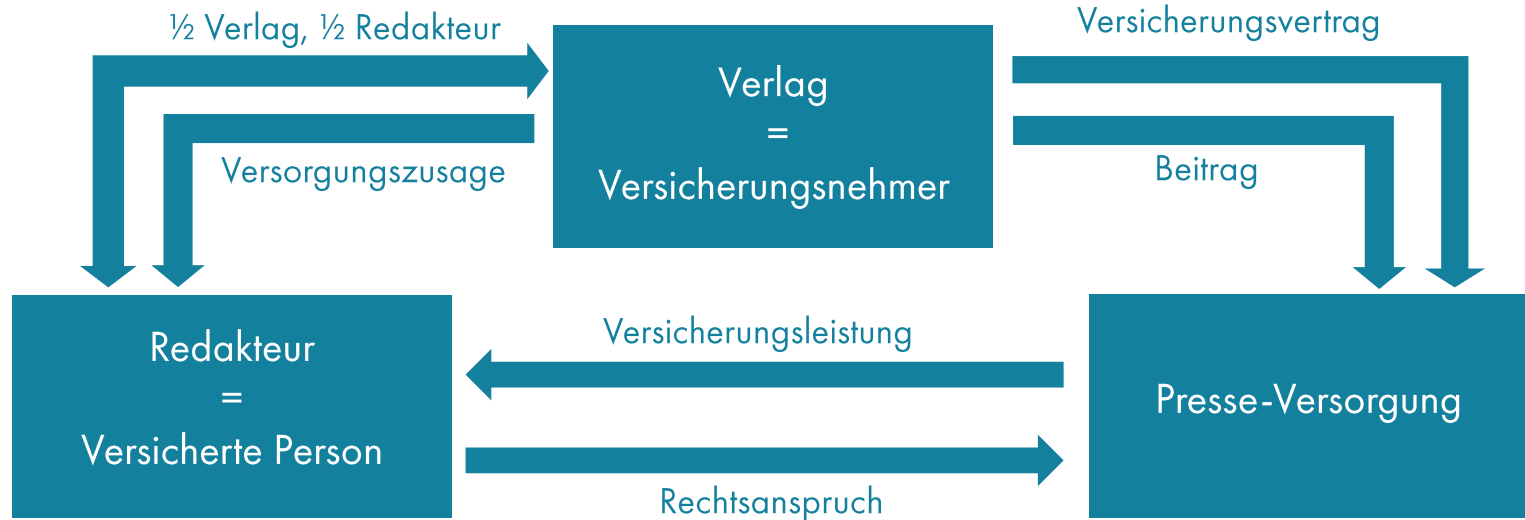 ½ Verlag, ½ Redakteur
Versicherungsvertrag
Verlag
=
Versicherungsnehmer
Versorgungszusage
Beitrag
Redakteur
=
Versicherte Person
Versicherungsleistung
Rechtsanspruch
Presse-Versorgung